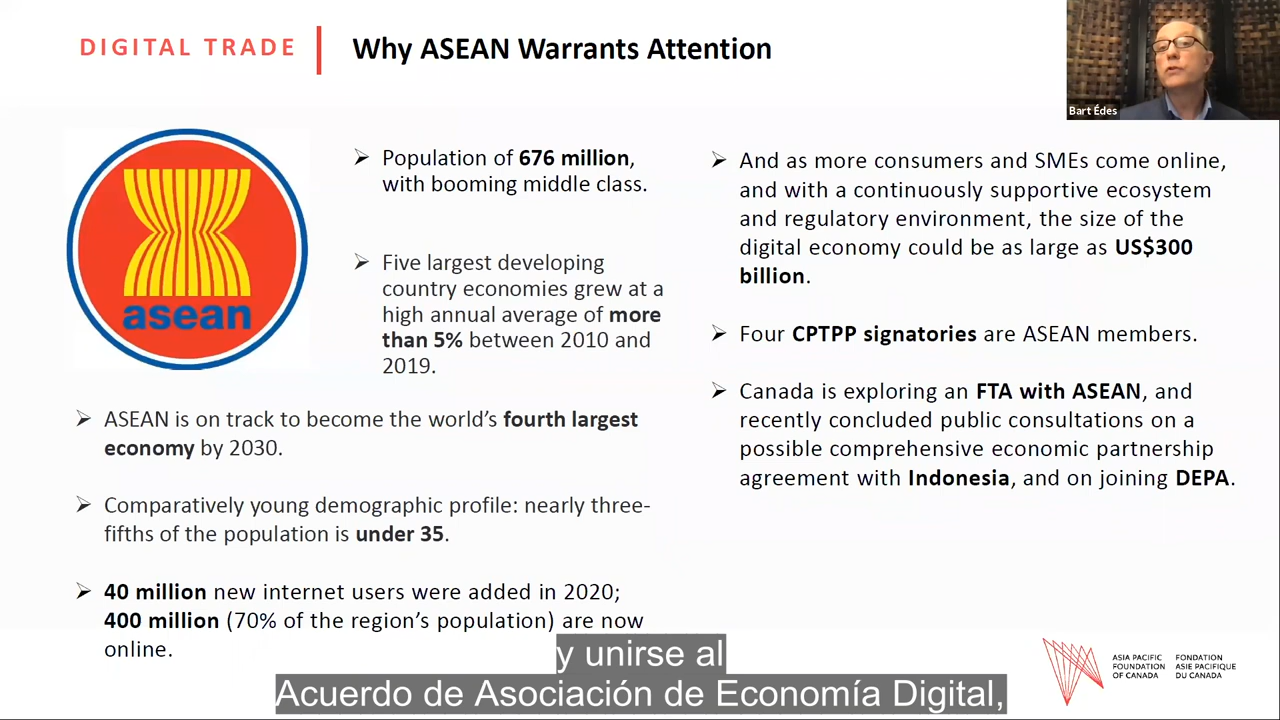 DIGITAL TRADE
Why ASEAN Warrants Attention
Bart Édes
asean
➢ Population of 676 million,
with booming middle class.
➢ Five largest developing
country economies grew at a
high annual average of more
than 5% between 2010 and
2019.
➢ ASEAN is on track to become the world’s fourth largest
economy by 2030.
➢ Comparatively young demographic profile: nearly three-
fifths of the population is under 35.
➢ 40 million new internet users were added in 2020;
400 million (70% of the region’s population) are now
online.
➢ And as more consumers and SMEs come online,
and with a continuously supportive ecosystem
and regulatory environment, the size of the
digital economy could be as large as US$300
billion.
➢ Four CPTPP signatories are ASEAN members.
➢ Canada is exploring an FTA with ASEAN, and
recently concluded public consultations on a
possible comprehensive economic partnership
agreement with Indonesia, and on joining DEPA.
y unirse al
Acuerdo de Asociación de Economía Digital,
ASIA PACIFIC
FOUNDATION
OF CANADA
FONDATION
ASIE PACIFIQUE
DU CANADA